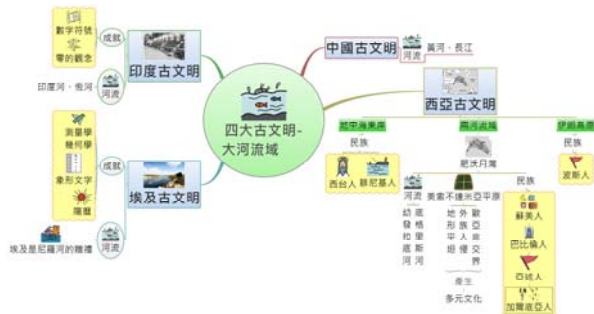 四大古文明-
大河流域
中國古文明
河流
黃河、長江
西亞古文明
地中海東岸
民族
西台人
腓尼基人
兩河流域
肥沃月灣
河流
幼發拉底河
底格里斯河
美索不達米亞平原
地形平坦
外族入侵
歐亞非交界
產生
多元文化
民族
蘇美人
巴比倫人
亞述人
加爾底亞人
伊朗高原
民族
波斯人
印度古文明
成就
數字符號
零的觀念
河流
印度河、恆河
埃及古文明
成就
測量學
幾何學
象形文字
陽曆
河流
埃及是尼羅河的贈禮